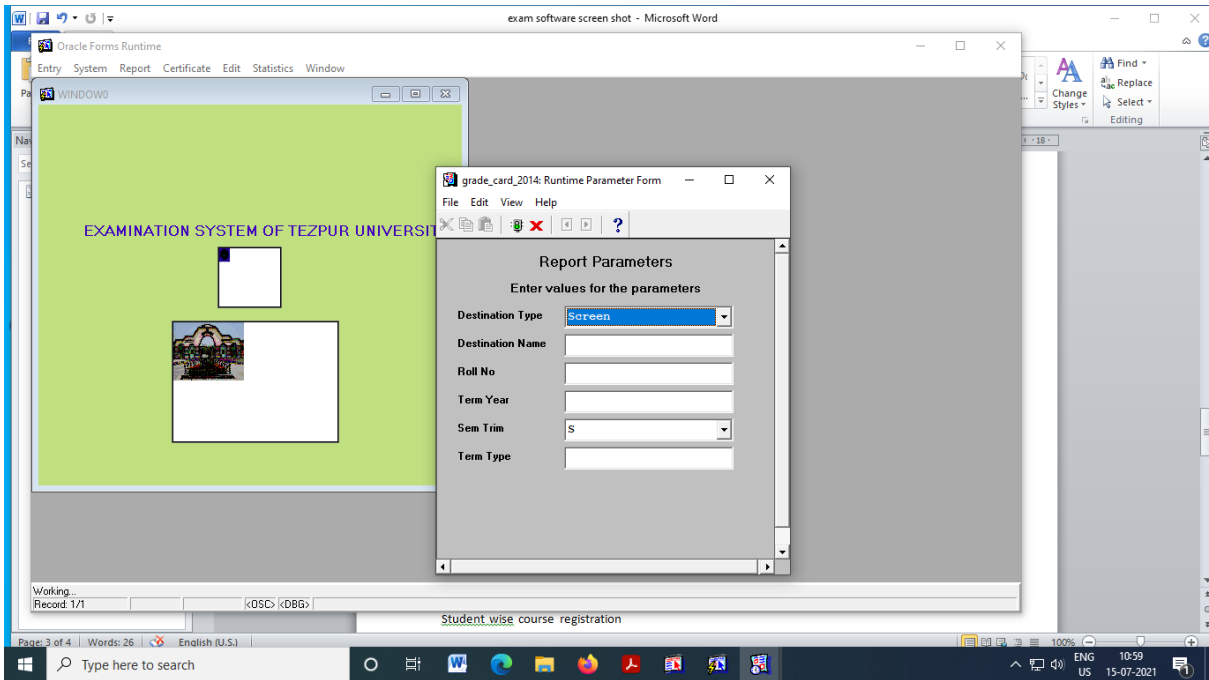 exam software screen shot - Microsoft Word
Oracle Forms Runtime
Entry System Report Certificate Edit Statistics Window
WINDOW0
EXAMINATION SYSTEM OF TEZPUR UNIVERSIT
grade_card_2014: Runtime Parameter Form
File Edit View Help
Report Parameters
Enter values for the parameters
Destination Type Screen
Destination Name
Roll No
Term Year
Sem Trim S
Term Type
Working...
Record: 1/1 <OSC> <DBG>
Find
Replace
Select
Change
Styles
Editing
18
Student wise course registration
Page: 3 of 4 Words: 26 English (U.S.) 100%
Type here to search
ENG
US
10:59
15-07-2021